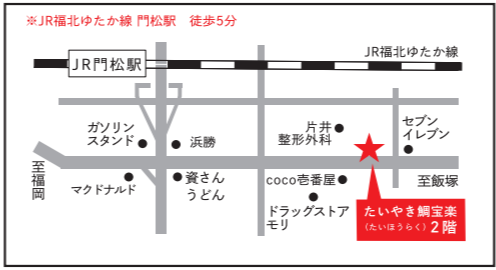 ※JR福北ゆたか線 門松駅　徒歩5分
JR福北ゆたか線
JR門松駅
ガソリン
スタンド
浜勝
片井
整形外科
セブン
イレブン
至福岡
マクドナルド
資さん
うどん
coco壱番屋
至飯塚
ドラッグストア
モリ
たいやき鯛宝楽
(たいほうらく)2階